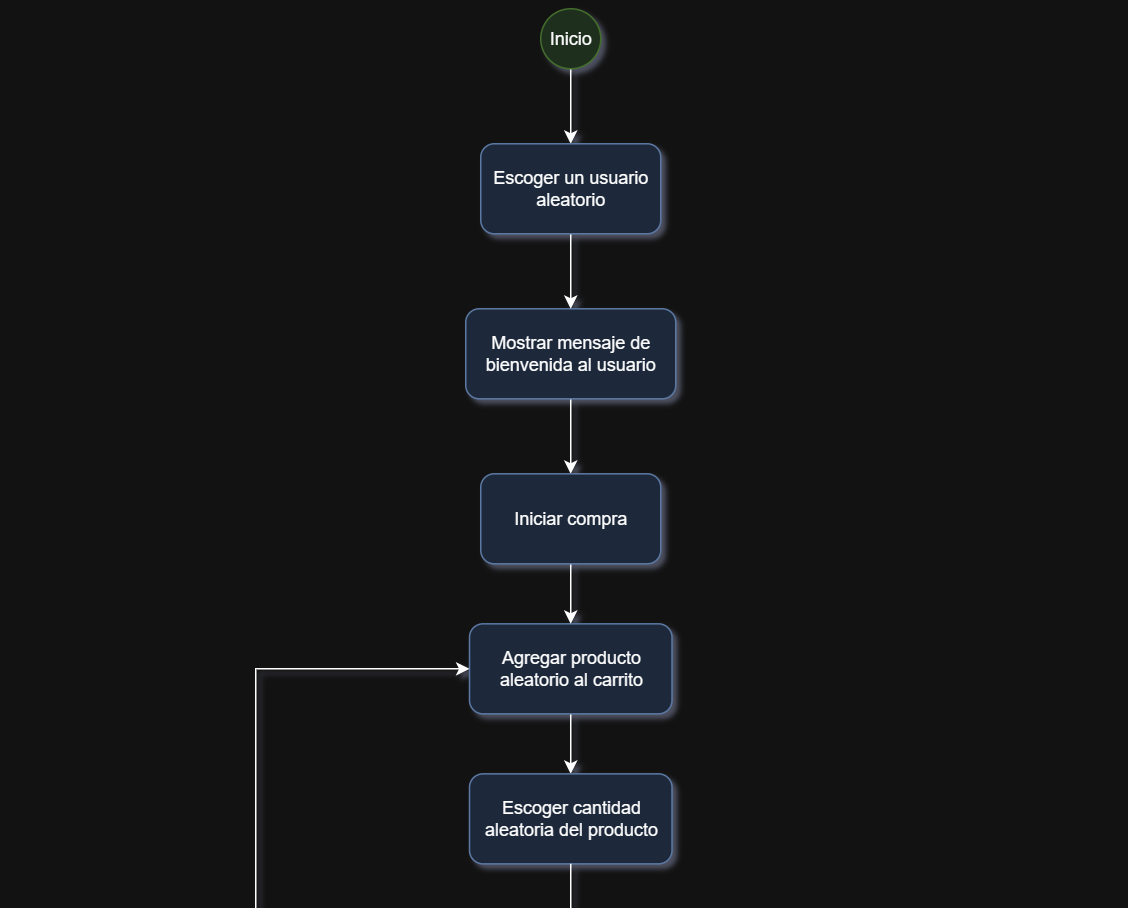 Inicio
Escoger un usuario
aleatorio
Mostrar mensaje de
bienvenida al usuario
Iniciar compra
Agregar producto
aleatorio al carrito
Escoger cantidad
aleatoria del producto